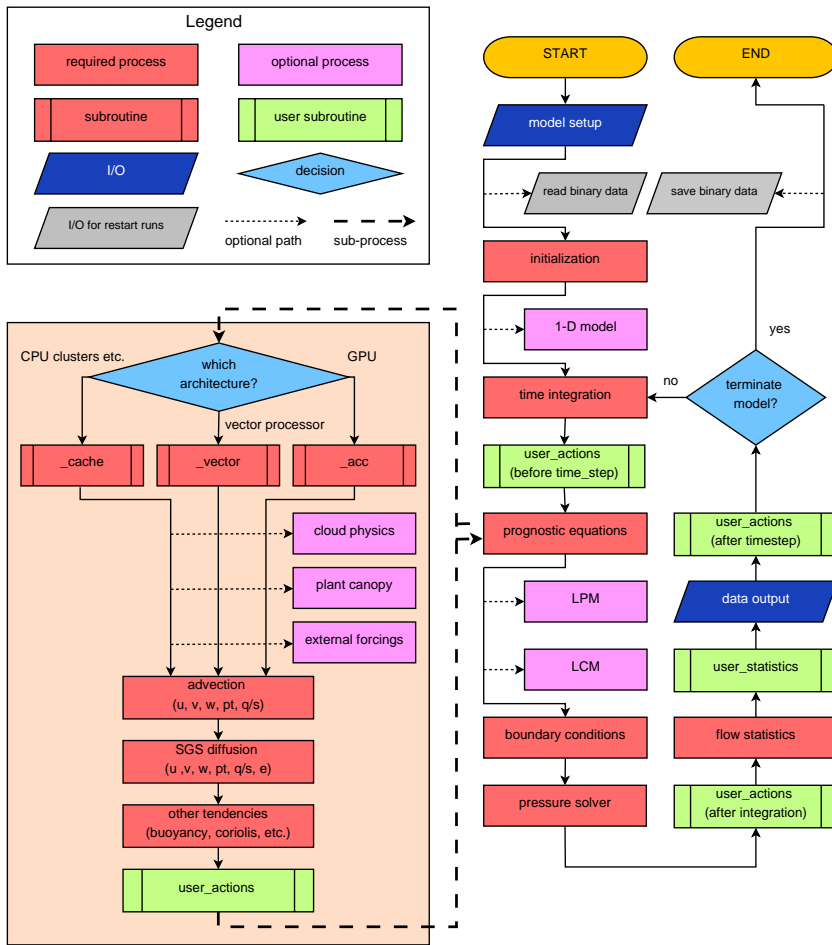 Legend
required process
optional process
subroutine
user subroutine
I/O
decision
I/O for restart runs
optional path
sub-process
START
END
model setup
read binary data
save binary data
initialization
1-D model
yes
no
time integration
terminate
model?
user_actions
(before time_step)
prognostic equations
LPM
LCM
boundary conditions
pressure solver
user_actions
(after timestep)
data output
user_statistics
flow statistics
user_actions
(after integration)
CPU clusters etc.
GPU
which
architecture?
vector processor
_cache
_vector
_acc
cloud physics
plant canopy
external forcings
advection
(u, v, w, pt, q/s)
SGS diffusion
(u ,v, w, pt, q/s, e)
other tendencies
(buoyancy, coriolis, etc.)
user_actions